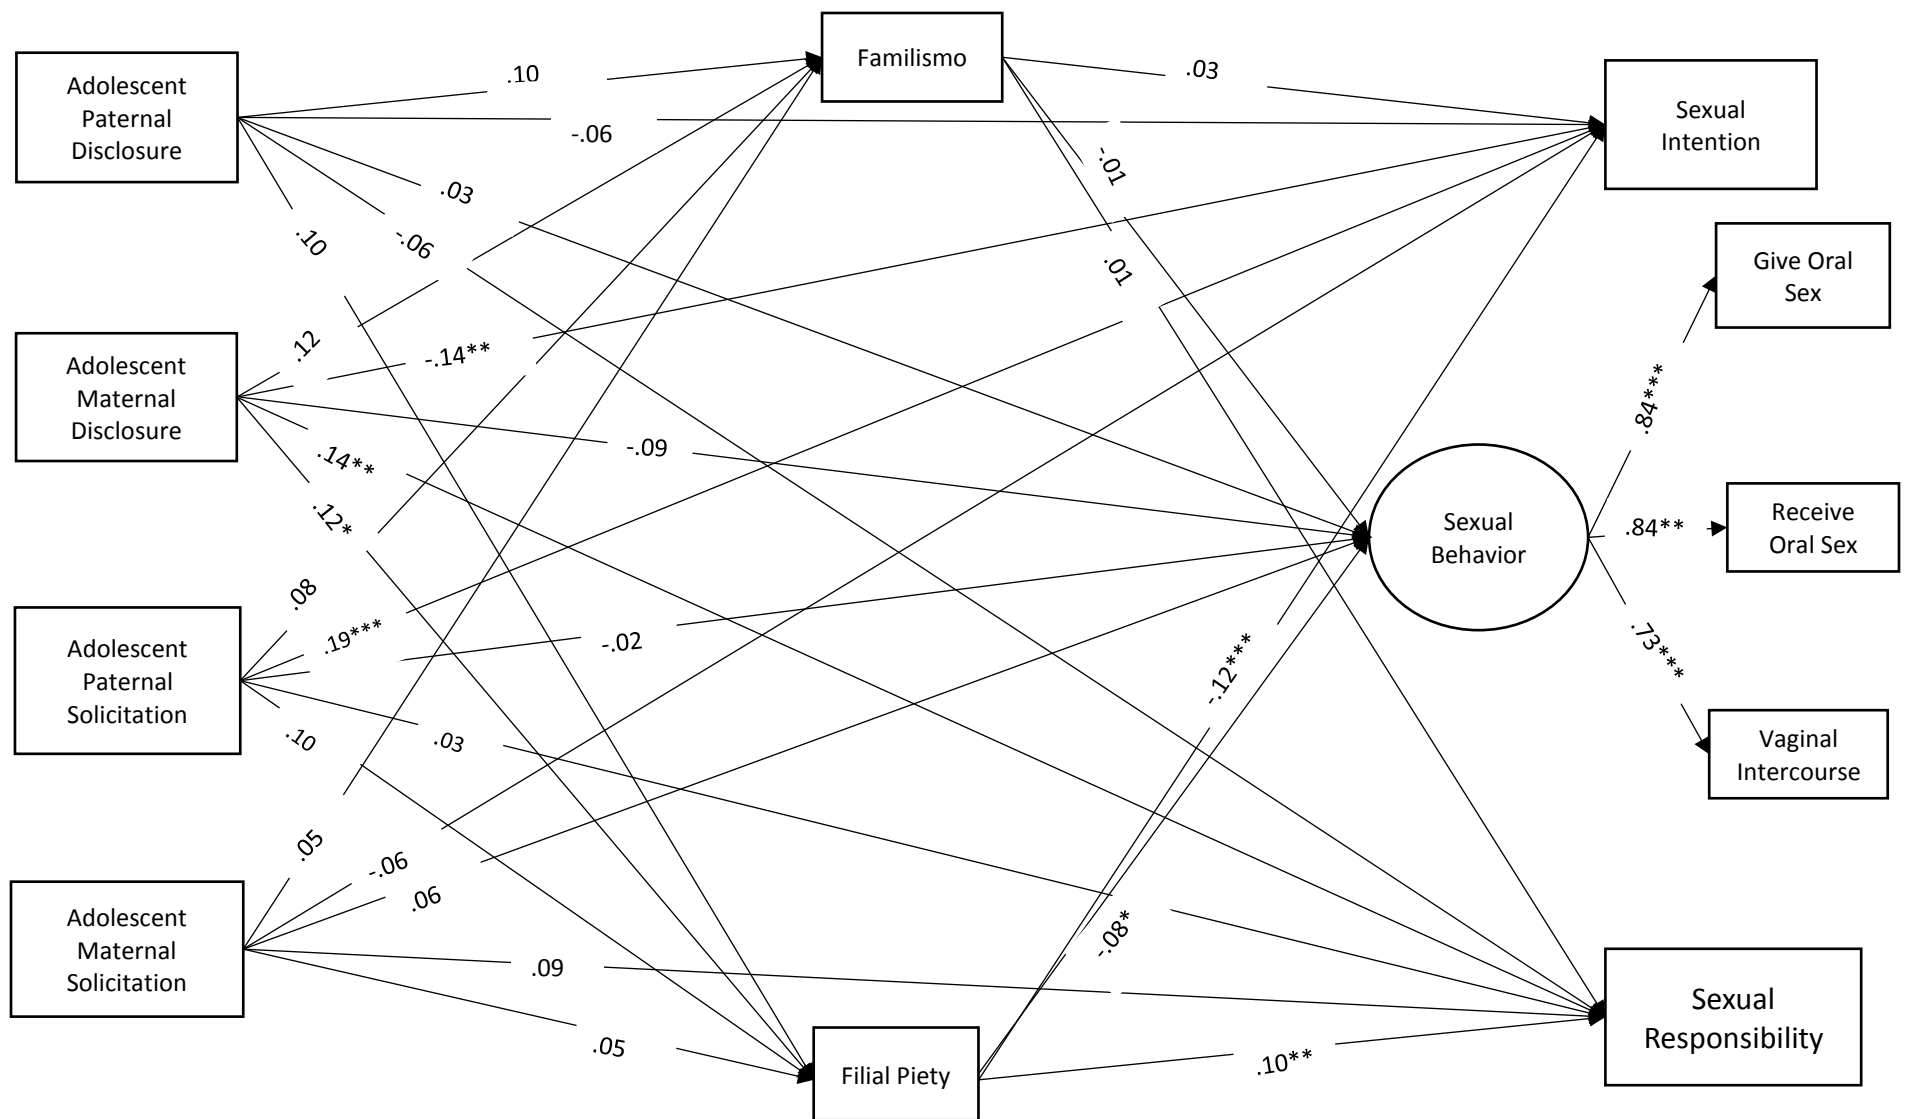 Familismo
Adolescent
Paternal
Disclosure
.10
.03
Sexual
Intention
-.06
-.01
.03
-.06
.10
.01
Give Oral
Sex
.12
-.14**
Adolescent
Maternal
Disclosure
.84***
-.09
.14**
.12*
Sexual
Behavior
.84**
Receive
Oral Sex
.08
.19***
-.02
Adolescent
Paternal
Solicitation
.73***
-.12***
.10
.03
Vaginal
Intercourse
.05
-.06
.06
Adolescent
Maternal
Solicitation
-.08*
.09
Sexual
Responsibility
.05
Filial Piety
.10**